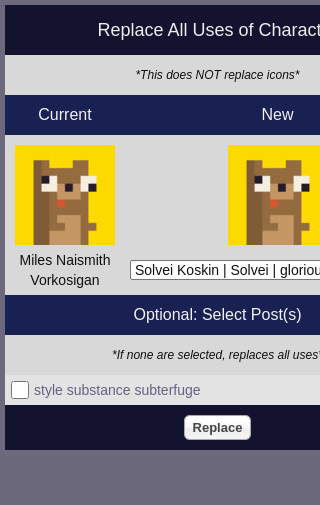 Replace All Uses of Charact
*This does NOT replace icons*
Current New
Miles Naismith
Vorkosigan
Solvei Koskin | Solvei | gloriou
Optional: Select Post(s)
*If none are selected, replaces all uses*
style substance subterfuge
Replace